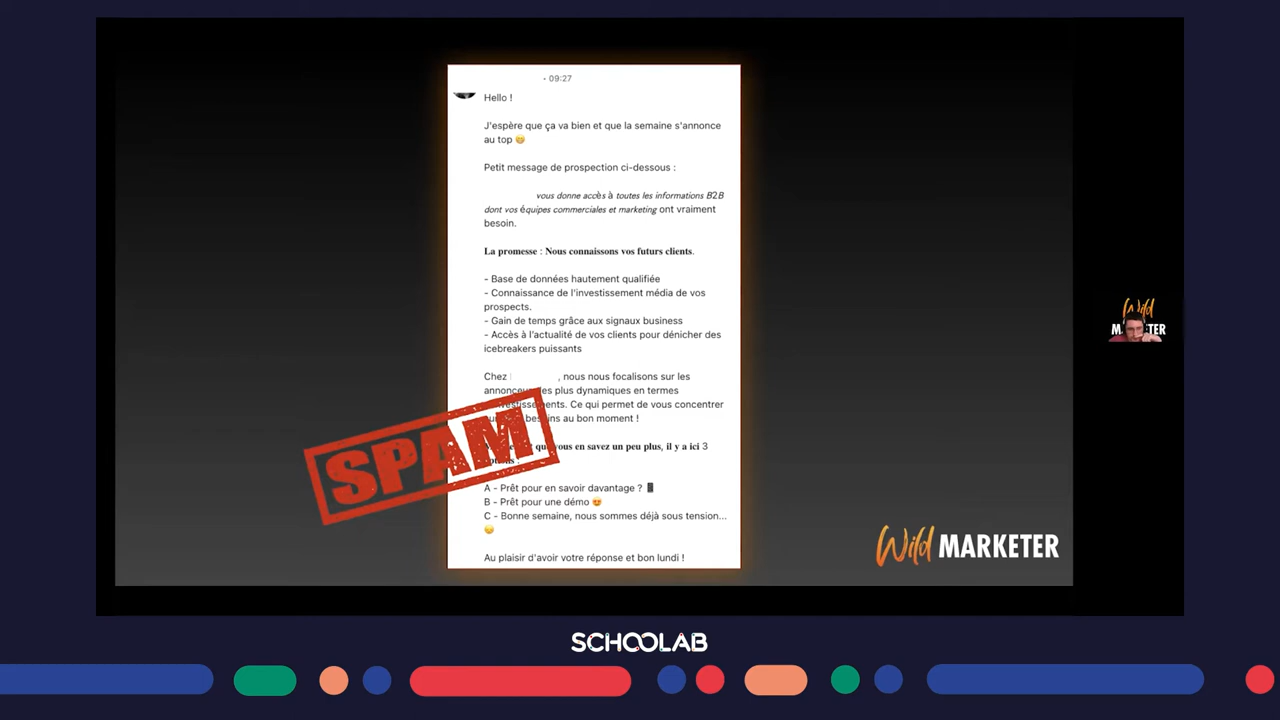 • 09:27
Hello !
J'espère que ça va bien et que la semaine s'annonce
au top
Petit message de prospection ci-dessous :
vous donne accès à toutes les informations B2B
dont vos équipes commerciales et marketing ont vraiment
besoin.
La promesse : Nous connaissons vos futurs clients.
- Base de données hautement qualifiée
- Connaissance de l'investissement média de vos
prospects.
- Gain de temps grâce aux signaux business
- Accès à l'actualité de vos clients pour dénicher des
icebreakers puissants
Chez , nous nous focalisons sur les
plus dynamiques en termes
Ce qui permet de vous concentrer
au bon moment !
vous en savez un peu plus, il y a ici 3
SPAM
A - Prêt pour en savoir davantage ?
B - Prêt pour une démo
C - Bonne semaine, nous sommes déjà sous tension...
Au plaisir d'avoir votre réponse et bon lundi !
Wild MARKETER
Wild
SCHOOLAB